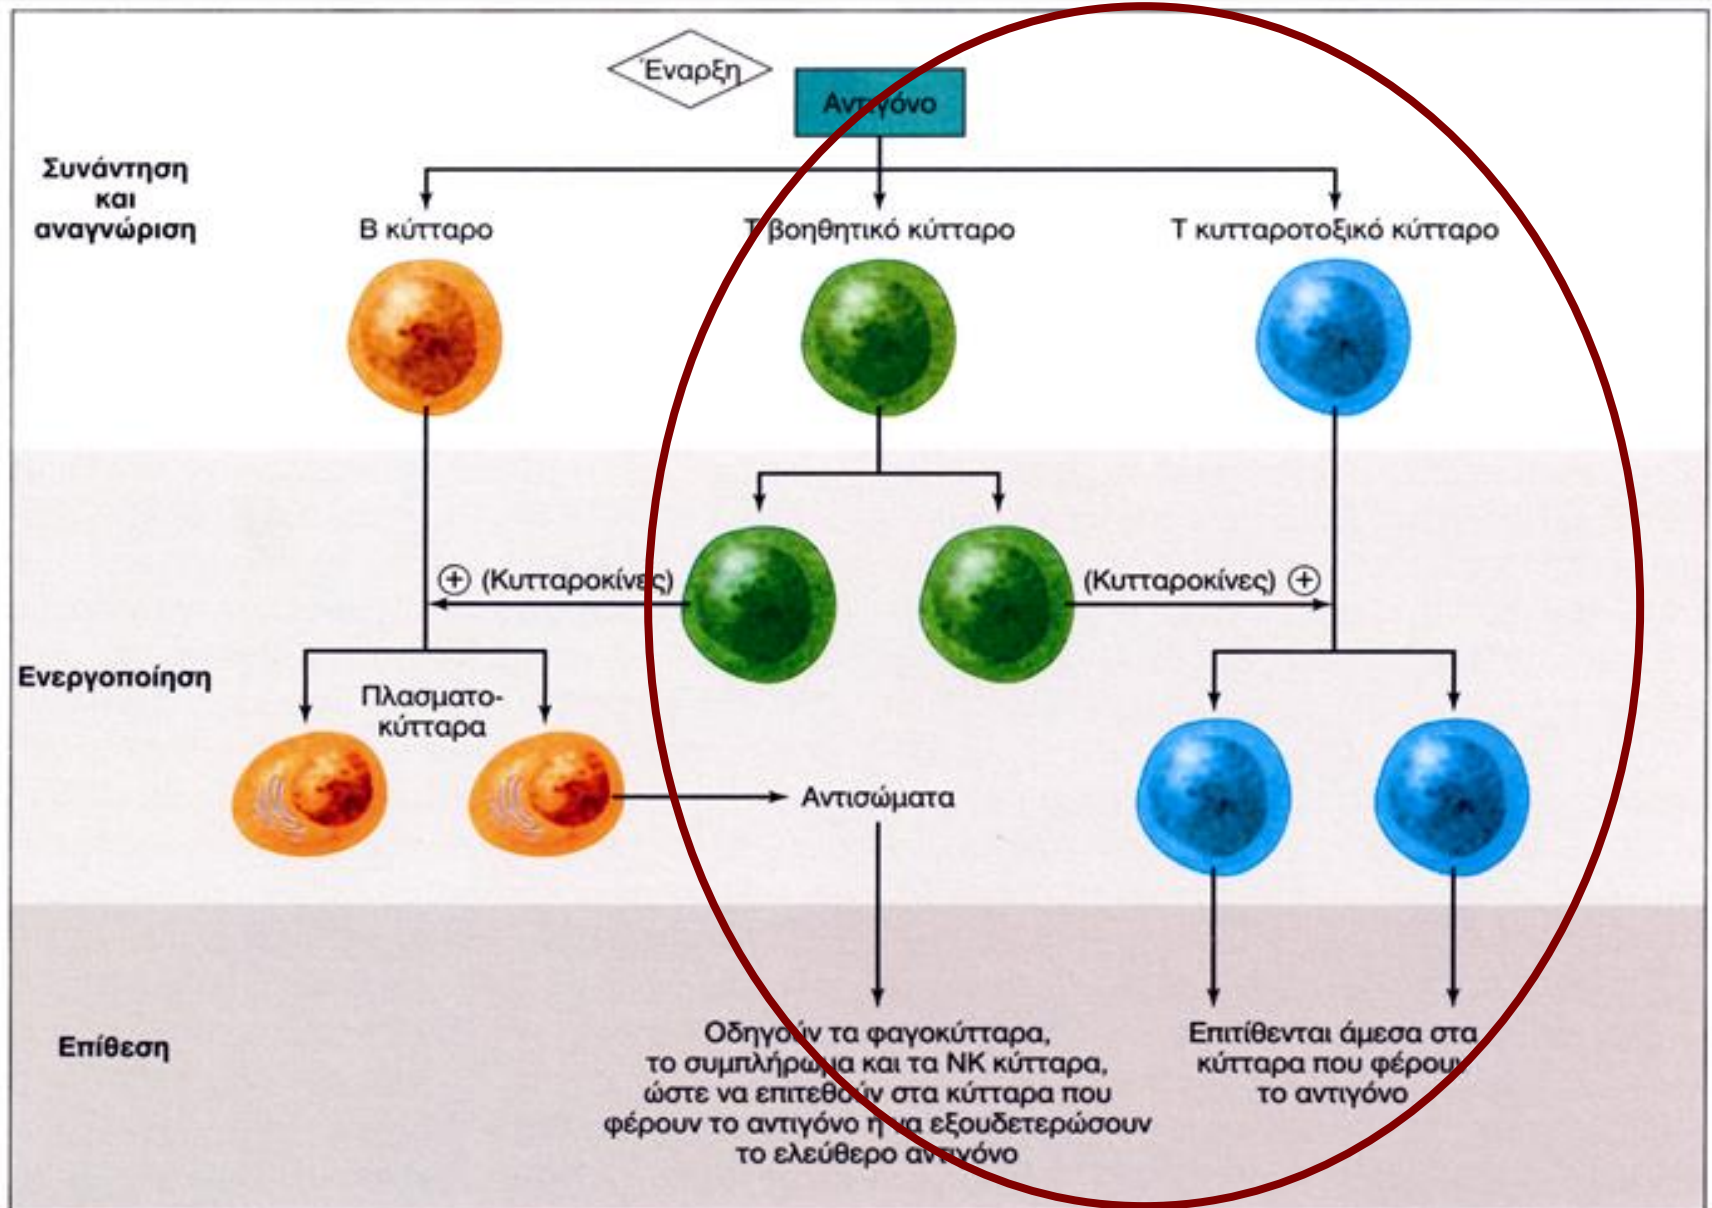 Έναρξη
Αντιγόνο
Συνάντηση
και
αναγνώριση
Β κύτταρο
Τ βοηθητικό κύτταρο
Τ κυτταροτοξικό κύτταρο
+ (Κυτταροκίνες)
(Κυτταροκίνες) +
Ενεργοποίηση
Πλασματο-
κύτταρα
Αντισώματα
Επίθεση
Οδηγούν τα φαγοκύτταρα,
το συμπλήρωμα και τα ΝΚ κύτταρα,
ώστε να επιτεθούν στα κύτταρα που
φέρουν το αντιγόνο ή να εξουδετερώσουν
το ελεύθερο αντιγόνο
Επιτίθενται άμεσα στα
κύτταρα που φέρουν
το αντιγόνο